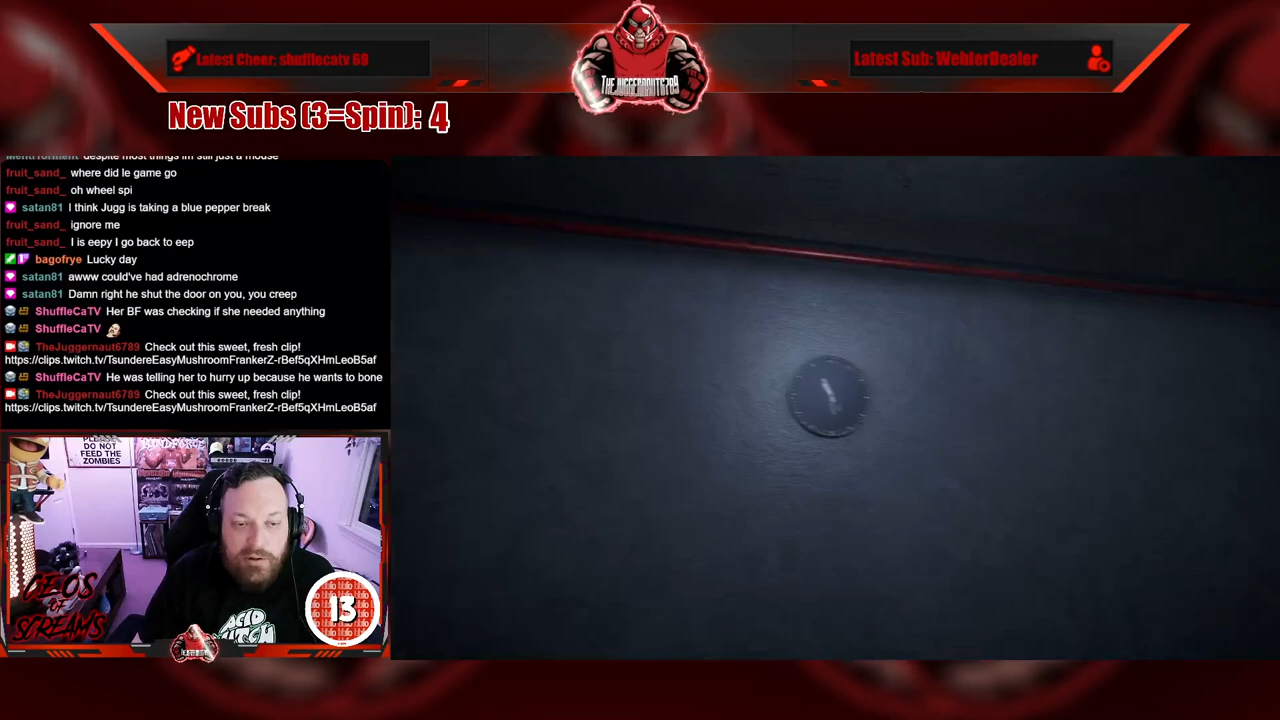 Latest Cheer: shufflecatv 69
THEJUGGERNAUT6789
Latest Sub: WehlerDealer
New Subs (3=Spin): 4
despite most things im still just a mouse
fruit_sand_ where did le game go
fruit_sand_ oh wheel spi
satan81 I think Jugg is taking a blue pepper break
fruit_sand_ ignore me
fruit_sand_ I is eepy I go back to eep
bagofrye Lucky day
satan81 awww could've had adrenochrome
satan81 Damn right he shut the door on you, you creep
ShuffleCaTV Her BF was checking if she needed anything
ShuffleCaTV
TheJuggernaut6789 Check out this sweet, fresh clip!
https://clips.twitch.tv/TsundereEasyMushroomFrankerZ-rBef5qXHmLeoB5af
ShuffleCaTV He was telling her to hurry up because he wants to bone
TheJuggernaut6789 Check out this sweet, fresh clip!
https://clips.twitch.tv/TsundereEasyMushroomFrankerZ-rBef5qXHmLeoB5af
PLEASE
DO NOT
FEED THE
ZOMBIES
GEOS
OF
SCREAMS
ACID
WITCH
13